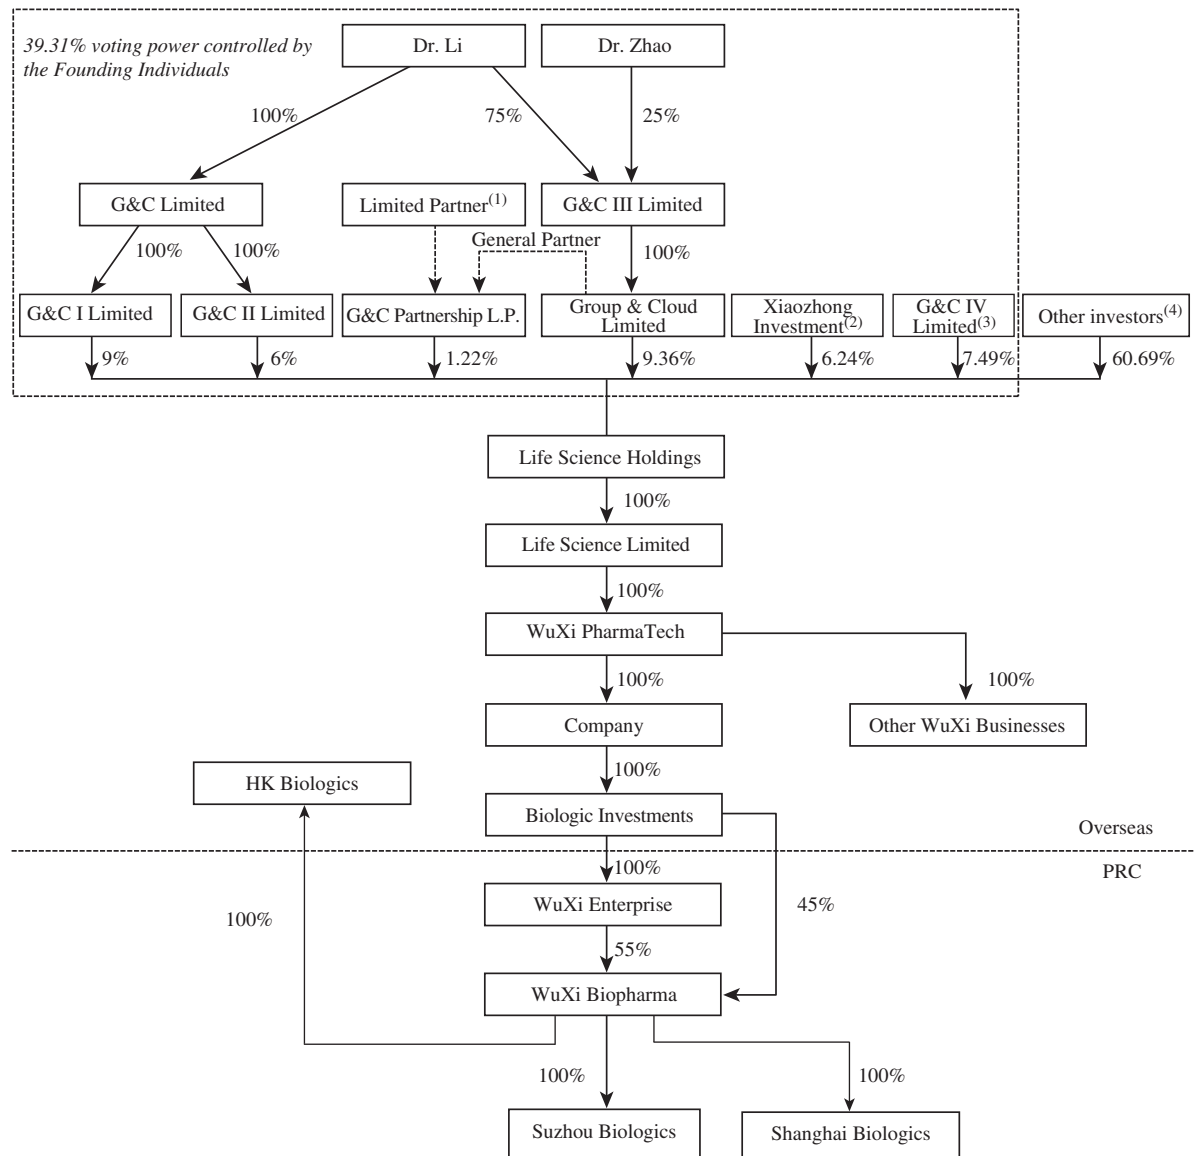 39.31% voting power controlled by
the Founding Individuals
Dr. Li
Dr. Zhao
100%
75%
25%
G&C Limited
Limited Partner(1)
G&C III Limited
General Partner
100%
100%
100%
G&C I Limited
G&C II Limited
G&C Partnership L.P.
Group & Cloud
Limited
Xiaozhong
Investment(2)
G&C IV
Limited(3)
Other investors(4)
9%
6%
1.22%
9.36%
6.24%
7.49%
60.69%
Life Science Holdings
100%
Life Science Limited
100%
WuXi PharmaTech
100%
100%
Company
Other WuXi Businesses
100%
HK Biologics
Biologic Investments
Overseas
100%
PRC
WuXi Enterprise
45%
100%
55%
WuXi Biopharma
100%
100%
Suzhou Biologics
Shanghai Biologics